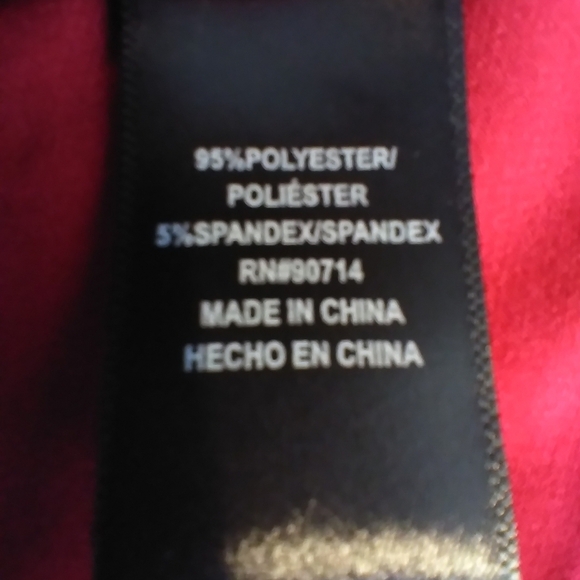 95%POLYESTER/
POLIÉSTER
5%SPANDEX/SPANDEX
RN#90714
MADE IN CHINA
HECHO EN CHINA